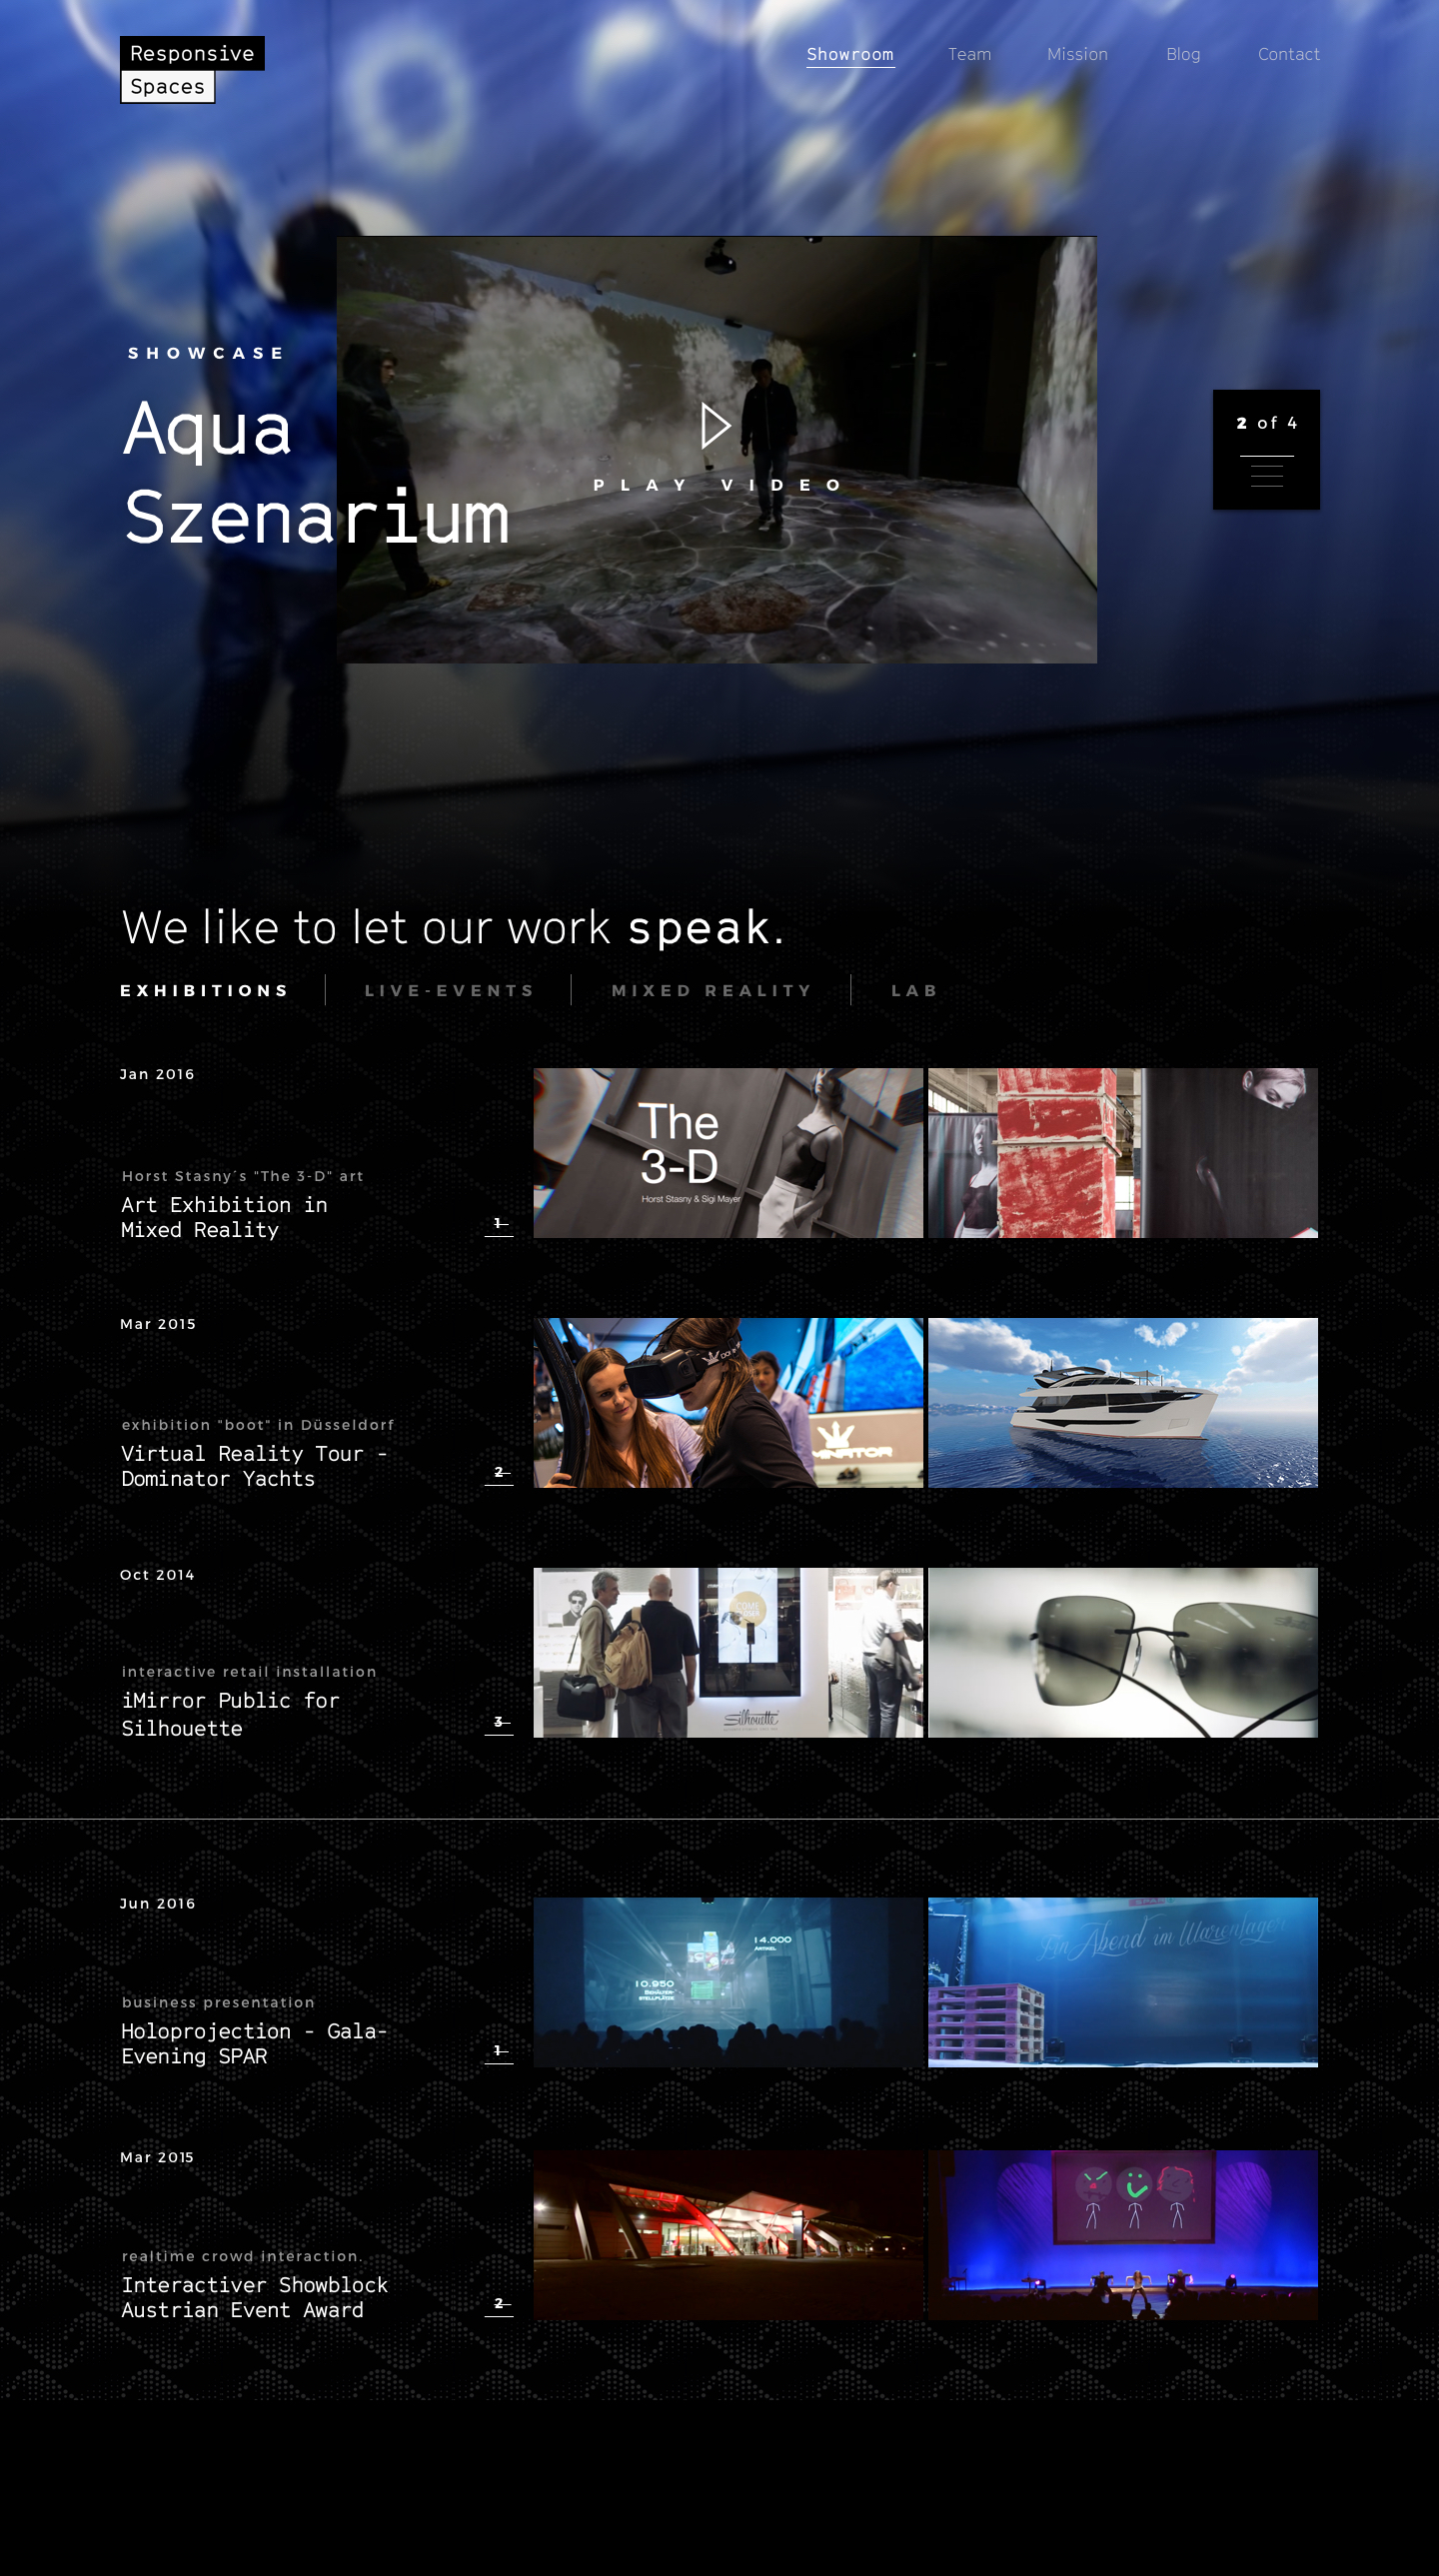 Responsive
Spaces
Showroom
Team
Mission
Blog
Contact
SHOWCASE
Aqua
Szenarium
PLAY VIDEO
2 of 4
We like to let our work speak.
EXHIBITIONS
LIVE-EVENTS
MIXED REALITY
LAB
Jan 2016
Horst Stasny´s "The 3-D" art
Art Exhibition in
Mixed Reality
1
The
3-D
Horst Stasny & Sigi Mayer
Mar 2015
exhibition "boot" in Düsseldorf
Virtual Reality Tour -
Dominator Yachts
2
Oct 2014
interactive retail installation
iMirror Public for
Silhouette
3
COME
Silhouette
Jun 2016
business presentation
Holoprojection - Gala-
Evening SPAR
1
14.000
ARTIKEL
10.950
BEHÄLTER-
STELLPLÄTZE
Ein Abend im Warenlager
Mar 2015
realtime crowd interaction.
Interactiver Showblock
Austrian Event Award
2